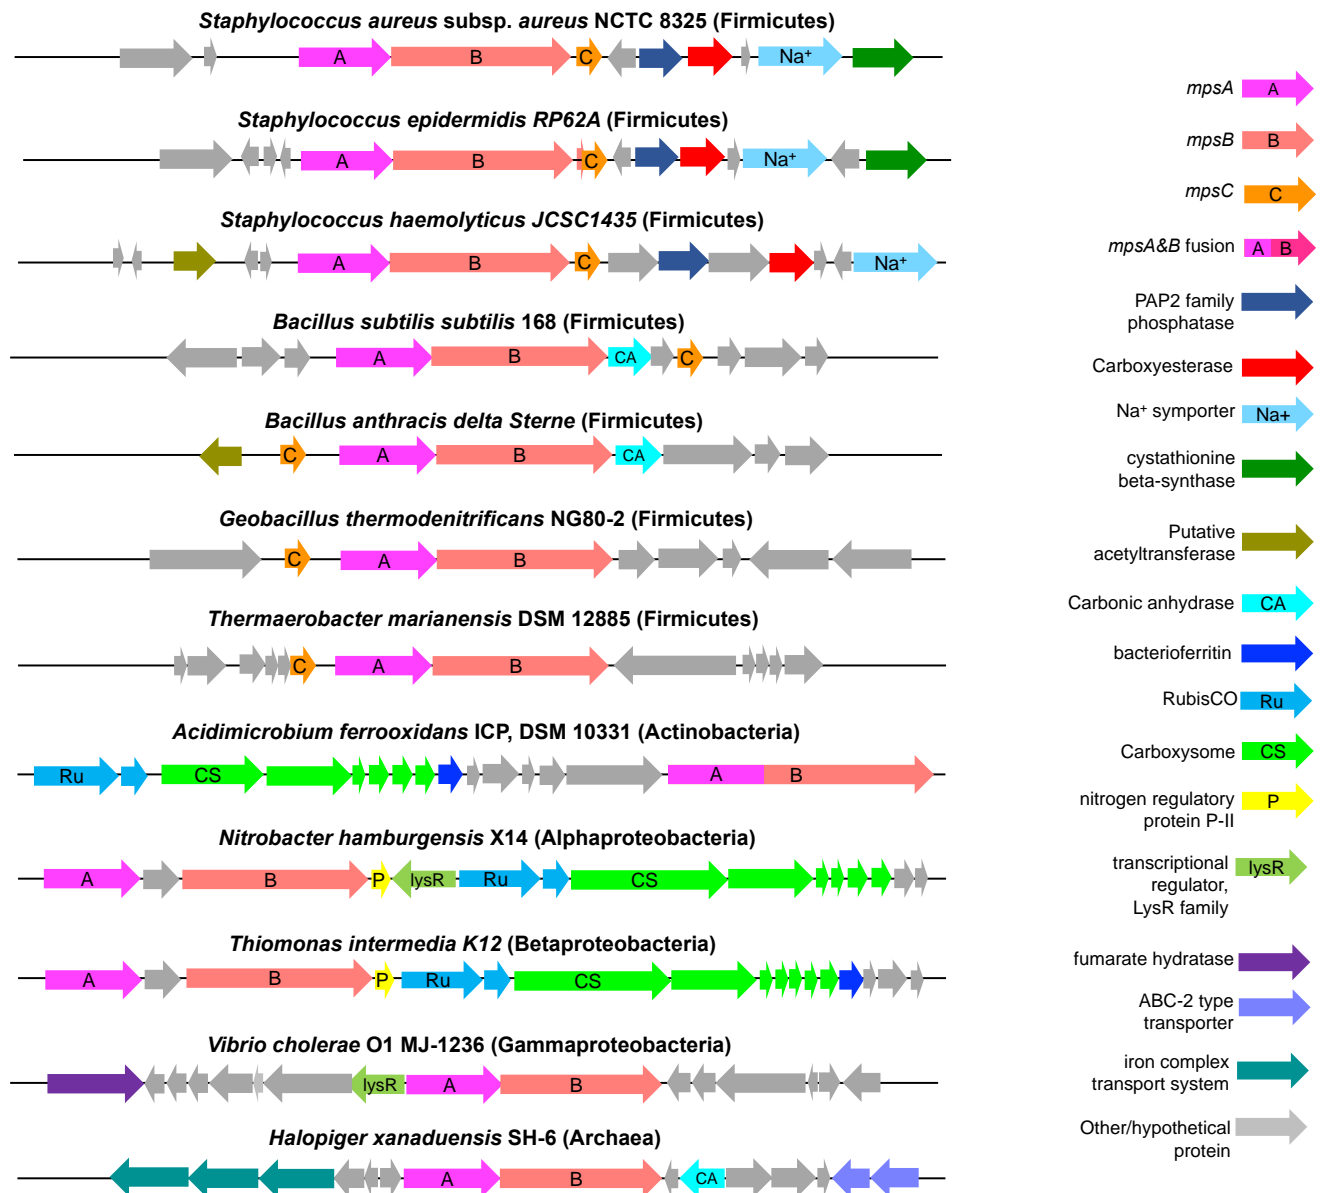 Staphylococcus aureus subsp. aureus NCTC 8325 (Firmicutes)
A B C Na⁺
Staphylococcus epidermidis RP62A (Firmicutes)
A B C Na⁺
Staphylococcus haemolyticus JCSC1435 (Firmicutes)
A B C Na⁺
Bacillus subtilis subtilis 168 (Firmicutes)
A B CA C
Bacillus anthracis delta Sterne (Firmicutes)
C A B CA
Geobacillus thermodenitrificans NG80-2 (Firmicutes)
C A B
Thermaerobacter marianensis DSM 12885 (Firmicutes)
C A B
Acidimicrobium ferrooxidans ICP, DSM 10331 (Actinobacteria)
Ru CS A B
Nitrobacter hamburgensis X14 (Alphaproteobacteria)
A B P lysR Ru CS
Thiomonas intermedia K12 (Betaproteobacteria)
A B P Ru CS
Vibrio cholerae O1 MJ-1236 (Gammaproteobacteria)
lysR A B
Halopiger xanaduensis SH-6 (Archaea)
A B CA
mpsA A
mpsB B
mpsC C
mpsA&B fusion A B
PAP2 family
phosphatase
Carboxyesterase
Na⁺ symporter Na+
cystathionine
beta-synthase
Putative
acetyltransferase
Carbonic anhydrase CA
bacterioferritin
RubisCO Ru
Carboxysome CS
nitrogen regulatory P
protein P-II
transcriptional lysR
regulator,
LysR family
fumarate hydratase
ABC-2 type
transporter
iron complex
transport system
Other/hypothetical
protein